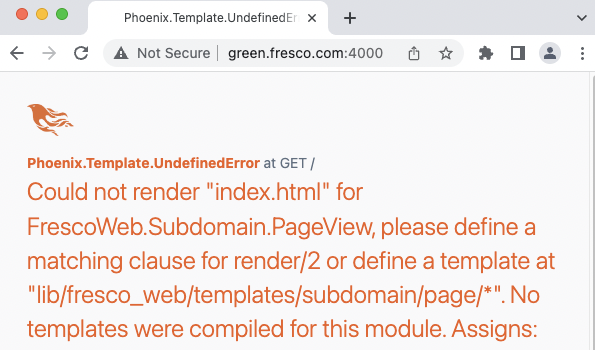 Phoenix.Template.UndefinedErr
Not Secure green.fresco.com:4000
Phoenix.Template.UndefinedError at GET /
Could not render "index.html" for
FrescoWeb.Subdomain.PageView, please define a
matching clause for render/2 or define a template at
"lib/fresco_web/templates/subdomain/page/*". No
templates were compiled for this module. Assigns: